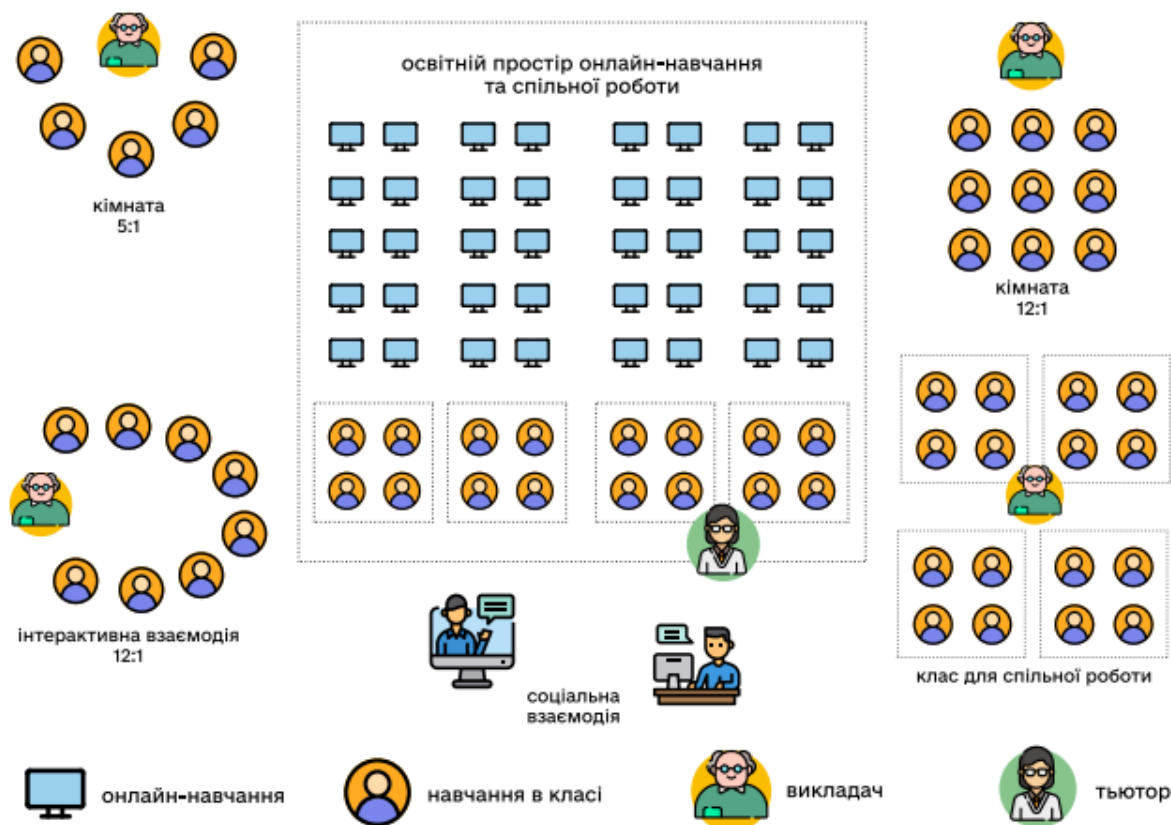 освітній простір онлайн-навчання
та спільної роботи
кімната
5:1
кімната
12:1
інтерактивна взаємодія
12:1
соціальна
взаємодія
клас для спільної роботи
онлайн-навчання
навчання в класі
викладач
тьютор